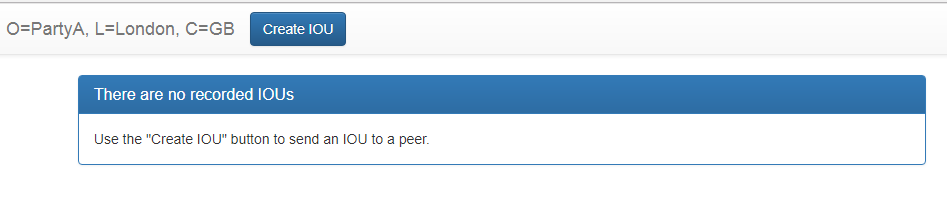 O=PartyA, L=London, C=GB Create IOU
There are no recorded IOUs
Use the "Create IOU" button to send an IOU to a peer.